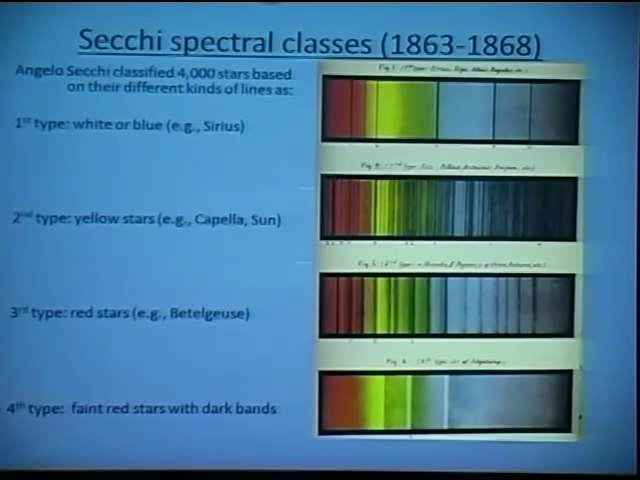 Secchi spectral classes (1863-1868)
Angelo Secchi classified 4,000 stars based
on their different kinds of lines as:
1st type: white or blue (e.g., Sirius)
2nd type: yellow stars (e.g., Capella, Sun)
3rd type: red stars (e.g., Betelgeuse)
4th type: faint red stars with dark bands